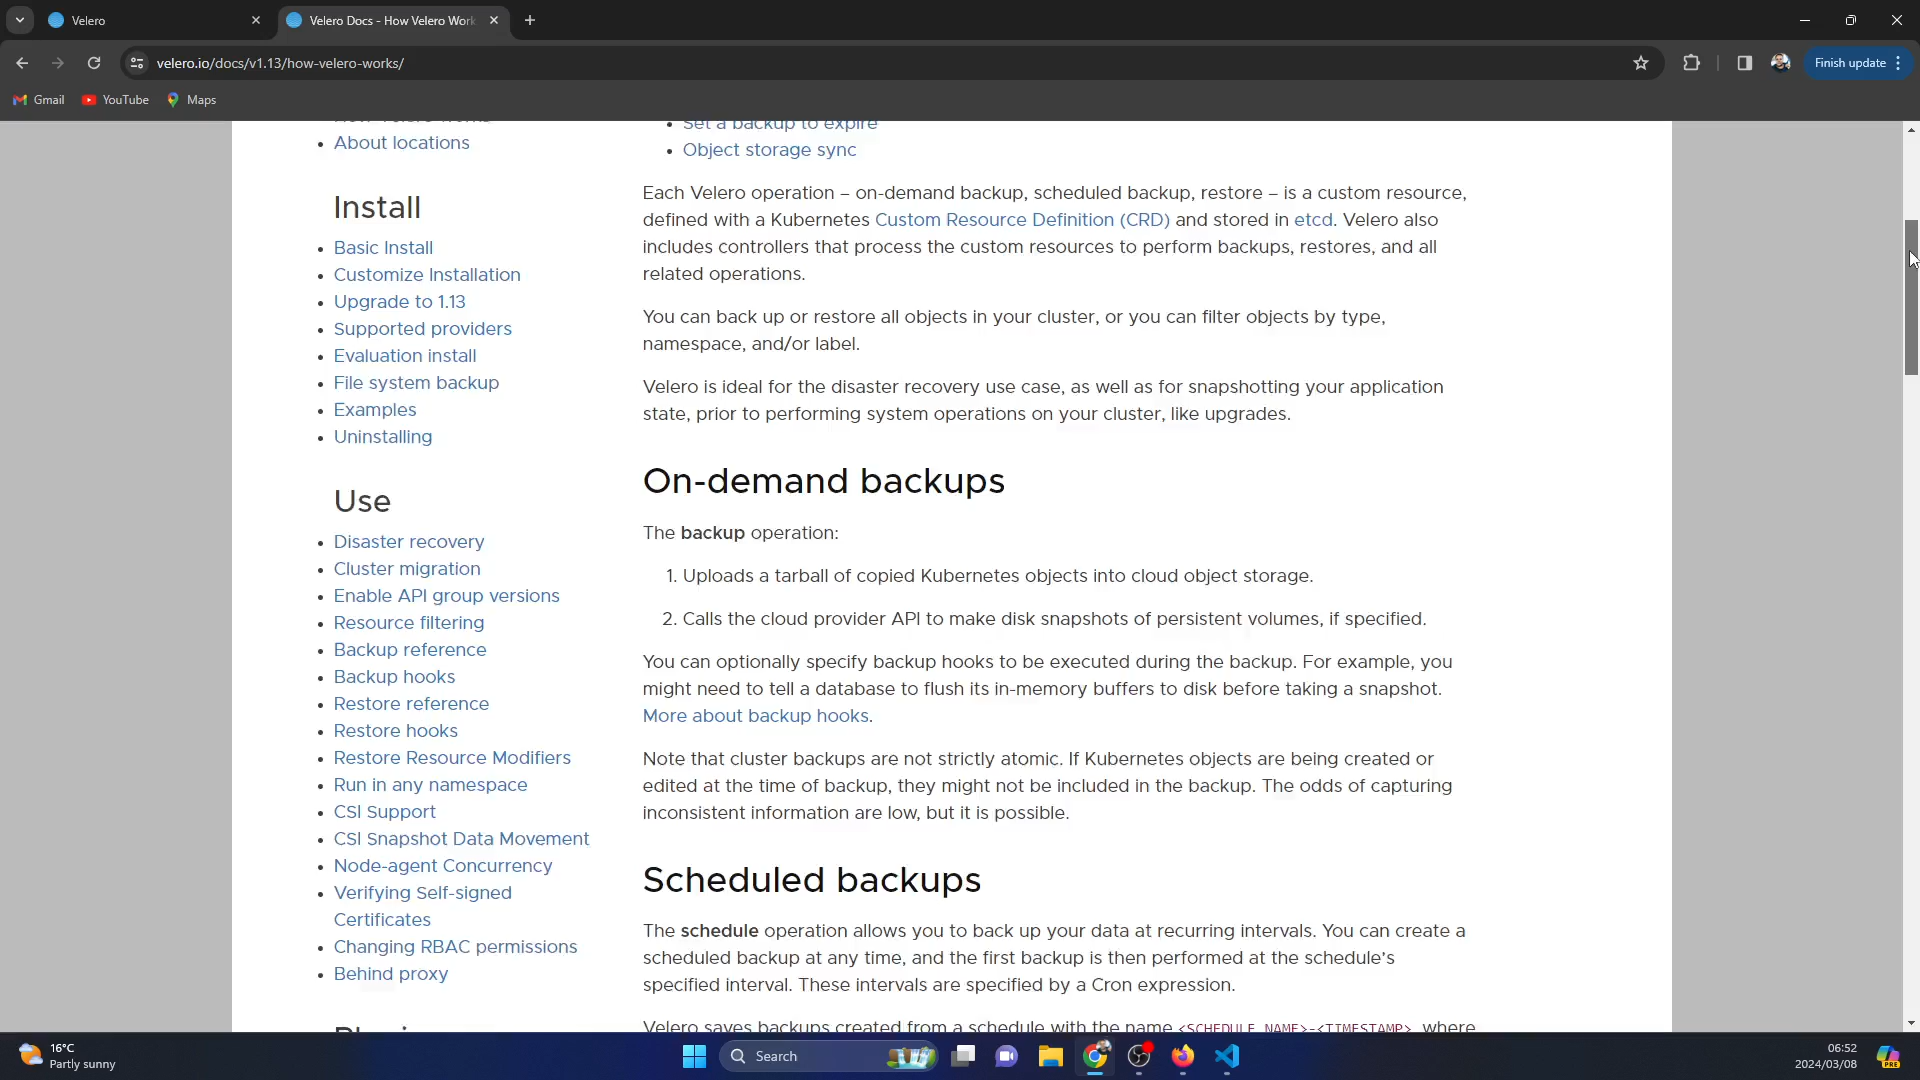 Velero
Velero Docs - How Velero Work
velero.io/docs/v1.13/how-velero-works/
Finish update
Gmail
YouTube
Maps
About locations
Install
Basic Install
Customize Installation
Upgrade to 1.13
Supported providers
Evaluation install
File system backup
Examples
Uninstalling
Use
Disaster recovery
Cluster migration
Enable API group versions
Resource filtering
Backup reference
Backup hooks
Restore reference
Restore hooks
Restore Resource Modifiers
Run in any namespace
CSI Support
CSI Snapshot Data Movement
Node-agent Concurrency
Verifying Self-signed
Certificates
Changing RBAC permissions
Behind proxy
Set a backup to expire
Object storage sync
Each Velero operation – on-demand backup, scheduled backup, restore – is a custom resource,
defined with a Kubernetes Custom Resource Definition (CRD) and stored in etcd. Velero also
includes controllers that process the custom resources to perform backups, restores, and all
related operations.
You can back up or restore all objects in your cluster, or you can filter objects by type,
namespace, and/or label.
Velero is ideal for the disaster recovery use case, as well as for snapshotting your application
state, prior to performing system operations on your cluster, like upgrades.
On-demand backups
The backup operation:
1. Uploads a tarball of copied Kubernetes objects into cloud object storage.
2. Calls the cloud provider API to make disk snapshots of persistent volumes, if specified.
You can optionally specify backup hooks to be executed during the backup. For example, you
might need to tell a database to flush its in-memory buffers to disk before taking a snapshot.
More about backup hooks.
Note that cluster backups are not strictly atomic. If Kubernetes objects are being created or
edited at the time of backup, they might not be included in the backup. The odds of capturing
inconsistent information are low, but it is possible.
Scheduled backups
The schedule operation allows you to back up your data at recurring intervals. You can create a
scheduled backup at any time, and the first backup is then performed at the schedule's
specified interval. These intervals are specified by a Cron expression.
Velero saves backups created from a schedule with the name <SCHEDULE NAME>-<TIMESTAMP>, where
16°C
Partly sunny
Search
06:52
2024/03/08
PRE